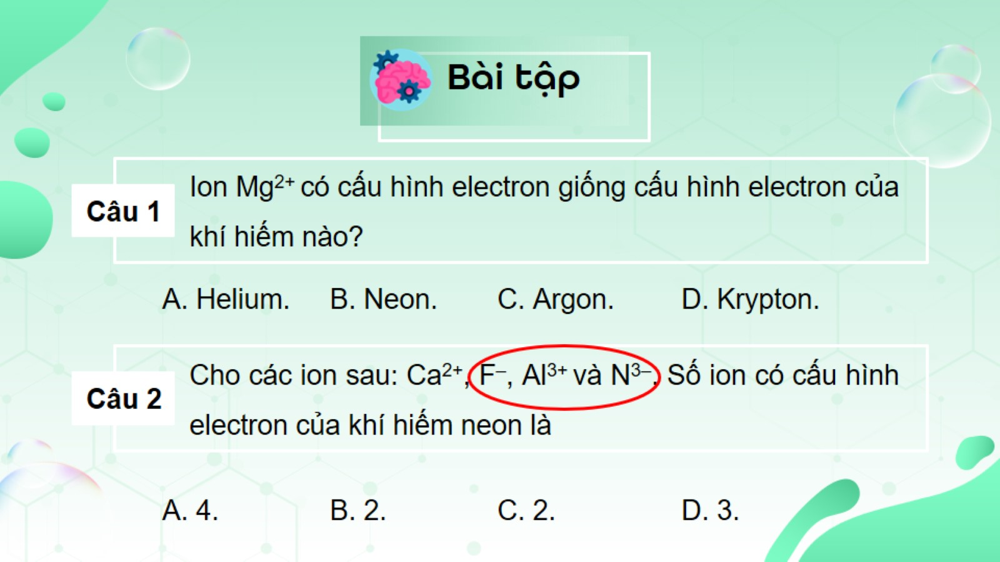 Bài tập
Câu 1
Ion Mg²⁺ có cấu hình electron giống cấu hình electron của
khí hiếm nào?
A. Helium. B. Neon. C. Argon. D. Krypton.
Câu 2
Cho các ion sau: Ca²⁺, F⁻, Al³⁺ và N³⁻. Số ion có cấu hình
electron của khí hiếm neon là
A. 4. B. 2. C. 2. D. 3.